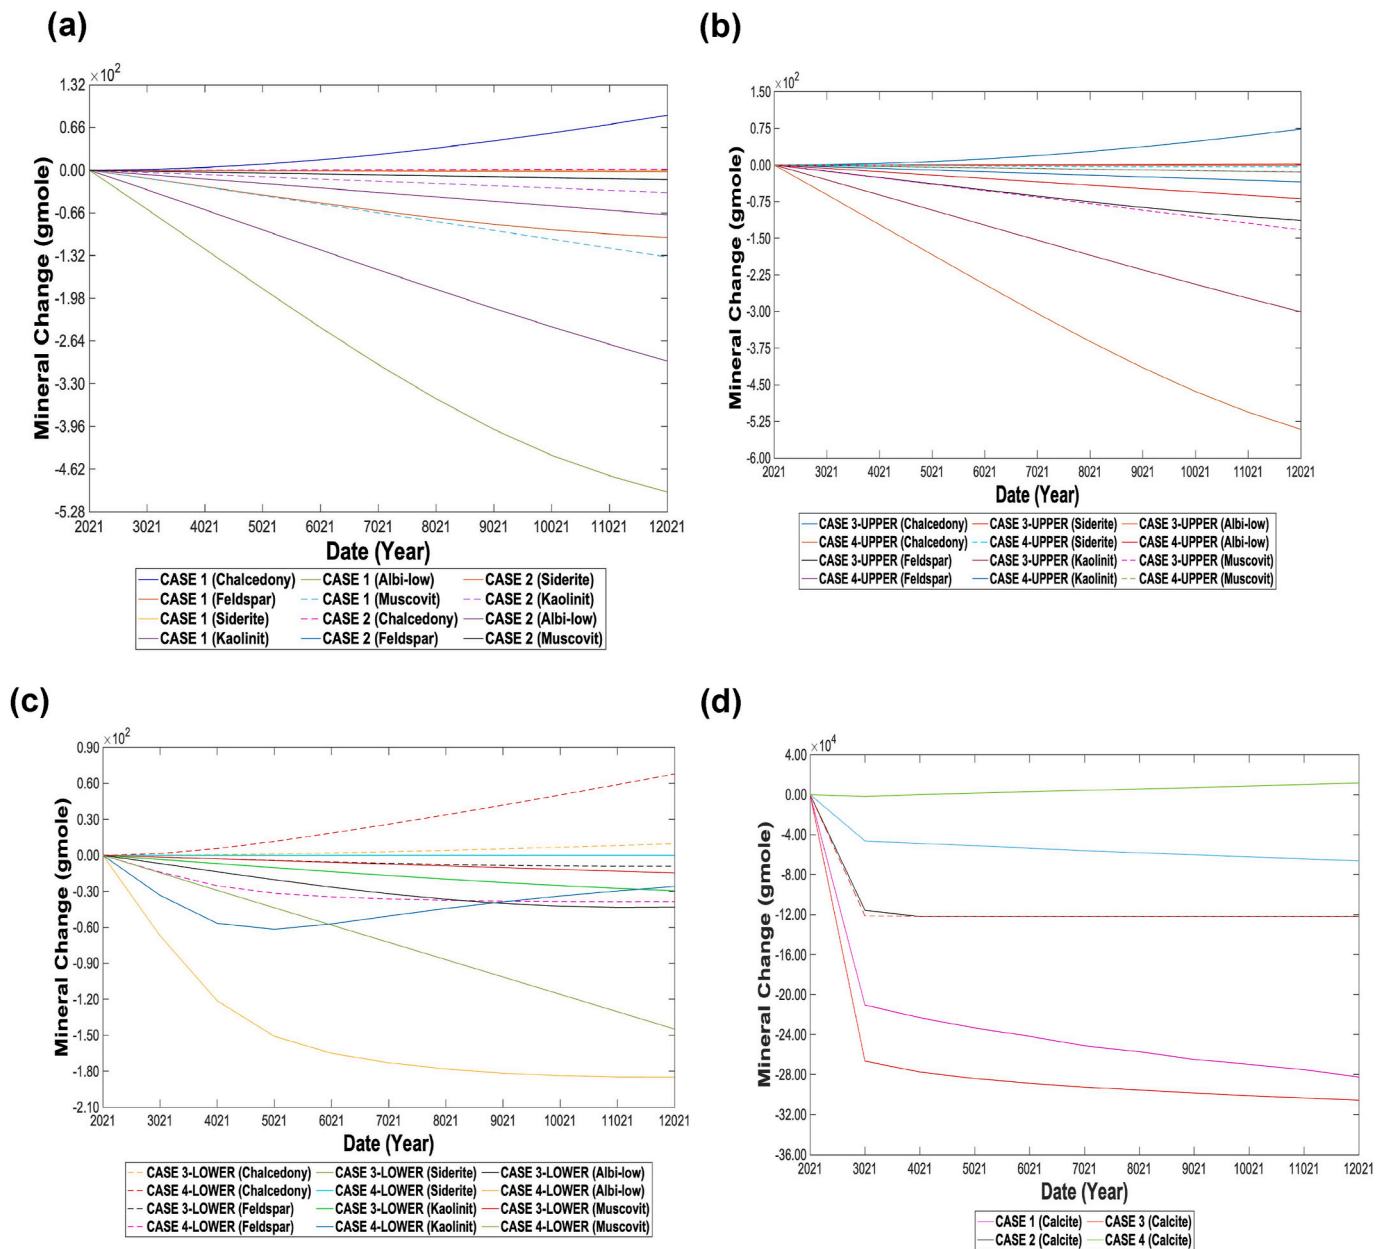 (a)
×10²
1.32
0.66
0.00
-0.66
-1.32
-1.98
-2.64
-3.30
-3.96
-4.62
-5.28
Mineral Change (gmole)
2021 3021 4021 5021 6021 7021 8021 9021 10021 11021 12021
Date (Year)
CASE 1 (Chalcedony) CASE 1 (Albi-low) CASE 2 (Siderite)
CASE 1 (Feldspar) CASE 1 (Muscovit) CASE 2 (Kaolinit)
CASE 1 (Siderite) CASE 2 (Chalcedony) CASE 2 (Albi-low)
CASE 1 (Kaolinit) CASE 2 (Feldspar) CASE 2 (Muscovit)
(b)
×10²
1.50
0.75
0.00
-0.75
-1.50
-2.25
-3.00
-3.75
-4.50
-5.25
-6.00
Mineral Change (gmole)
2021 3021 4021 5021 6021 7021 8021 9021 10021 11021 12021
Date (Year)
CASE 3-UPPER (Chalcedony) CASE 3-UPPER (Siderite) CASE 3-UPPER (Albi-low)
CASE 4-UPPER (Chalcedony) CASE 4-UPPER (Siderite) CASE 4-UPPER (Albi-low)
CASE 3-UPPER (Feldspar) CASE 3-UPPER (Kaolinit) CASE 3-UPPER (Muscovit)
CASE 4-UPPER (Feldspar) CASE 4-UPPER (Kaolinit) CASE 4-UPPER (Muscovit)
(c)
×10²
0.90
0.60
0.30
0.00
-0.30
-0.60
-0.90
-1.20
-1.50
-1.80
-2.10
Mineral Change (gmole)
2021 3021 4021 5021 6021 7021 8021 9021 10021 11021 12021
Date (Year)
CASE 3-LOWER (Chalcedony) CASE 3-LOWER (Siderite) CASE 3-LOWER (Albi-low)
CASE 4-LOWER (Chalcedony) CASE 4-LOWER (Siderite) CASE 4-LOWER (Albi-low)
CASE 3-LOWER (Feldspar) CASE 3-LOWER (Kaolinit) CASE 3-LOWER (Muscovit)
CASE 4-LOWER (Feldspar) CASE 4-LOWER (Kaolinit) CASE 4-LOWER (Muscovit)
(d)
×10⁴
4.00
0.00
-4.00
-8.00
-12.00
-16.00
-20.00
-24.00
-28.00
-32.00
-36.00
Mineral Change (gmole)
2021 3021 4021 5021 6021 7021 8021 9021 10021 11021 12021
Date (Year)
CASE 1 (Calcite) CASE 3 (Calcite)
CASE 2 (Calcite) CASE 4 (Calcite)